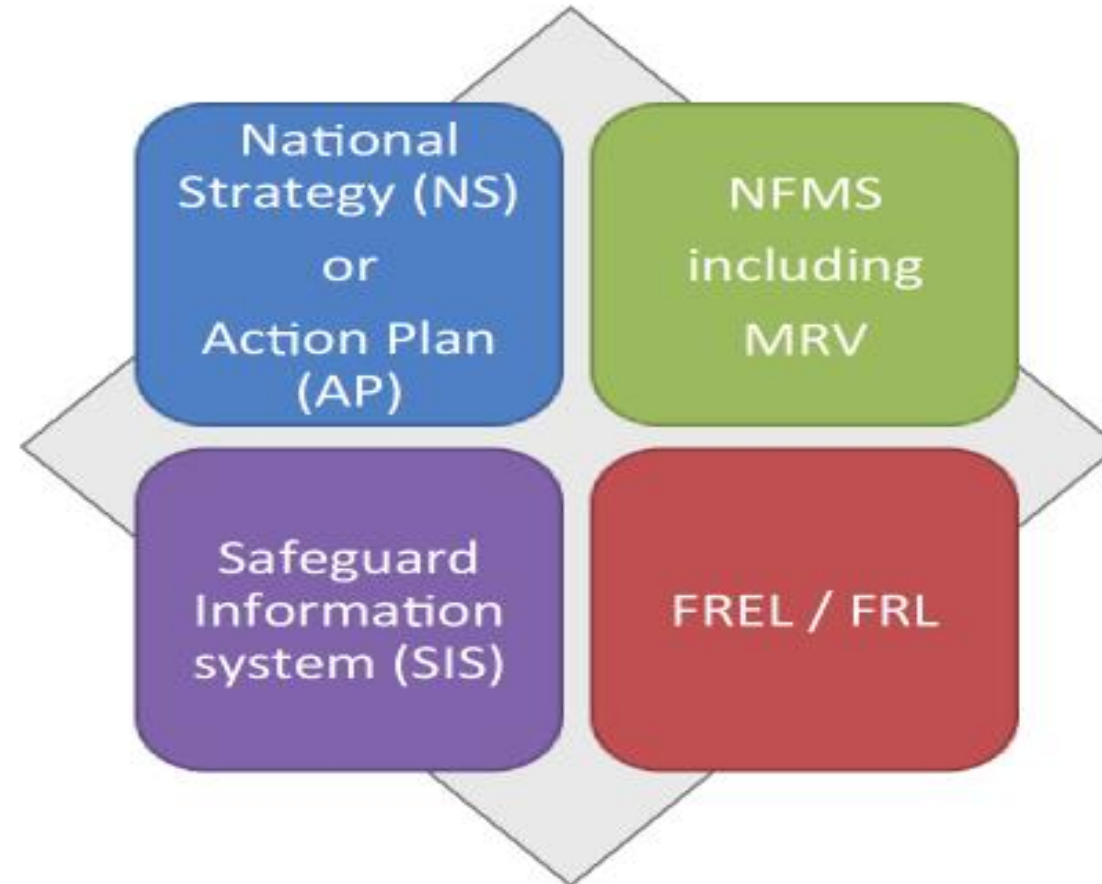 National
Strategy (NS)
or
Action Plan
(AP)
NFMS
including
MRV
Safeguard
Information
system (SIS)
FREL / FRL